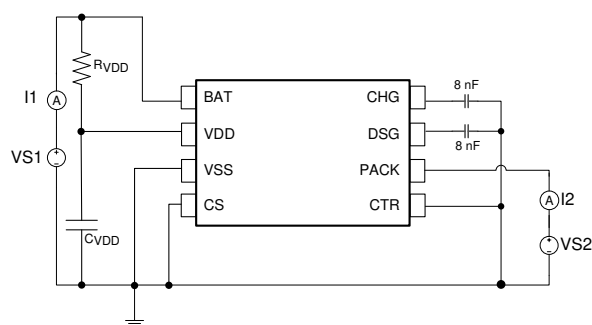 RVDD
I1
A
VS1
CVDD
BAT
VDD
VSS
CS
CHG
DSG
PACK
CTR
8 nF
8 nF
A
I2
VS2